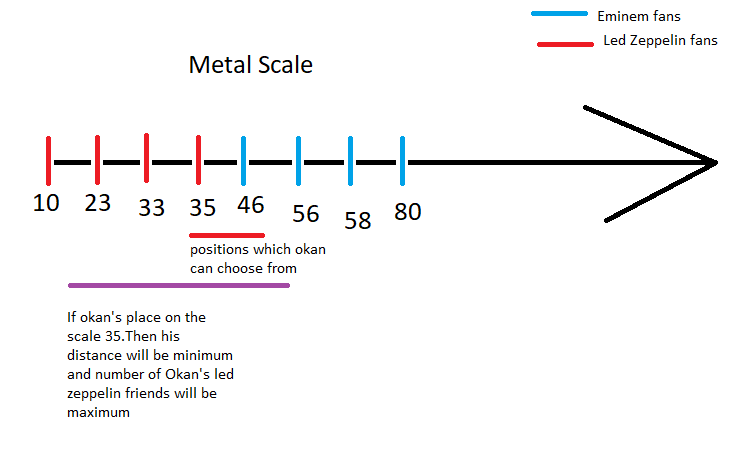 Eminem fans
Led Zeppelin fans
Metal Scale
10 23 33 35 46 56 58 80
positions which okan
can choose from
If okan's place on the
scale 35.Then his
distance will be minimum
and number of Okan's led
zeppelin friends will be
maximum